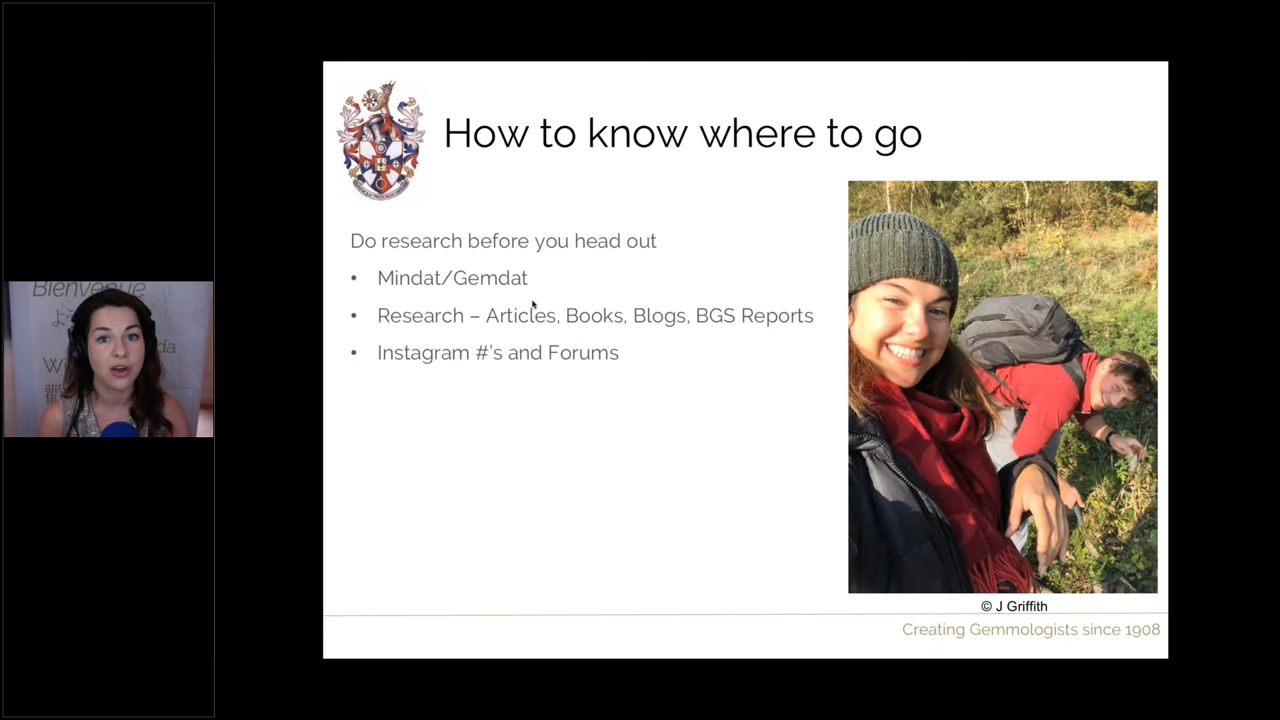 Bienvenue
How to know where to go
Do research before you head out
• Mindat/Gemdat
• Research – Articles, Books, Blogs, BGS Reports
• Instagram #'s and Forums
© J Griffith
Creating Gemmologists since 1908